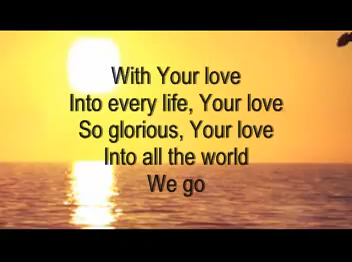 With Your love
Into every life, Your love
So glorious, Your love
Into all the world
We go